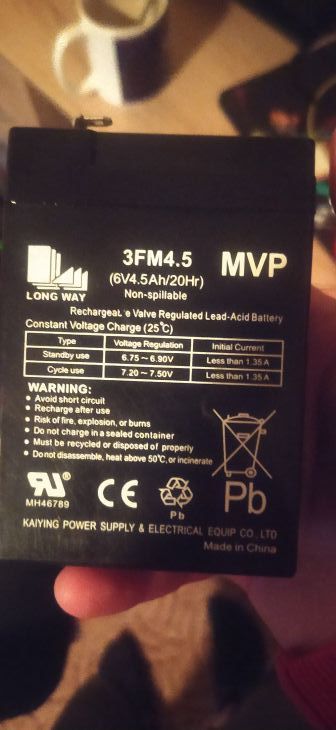 3FM4.5 MVP
(6V4.5Ah/20Hr)
Non-spillable
LONG WAY
Rechargeable Valve Regulated Lead-Acid Battery
Constant Voltage Charge (25℃)
Type Voltage Regulation Initial Current
Standby use 6.75～6.90V Less than 1.35A
Cycle use 7.20～7.50V Less than 1.35A
WARNING:
• Avoid short circuit
• Recharge after use
• Risk of fire, explosion, or burns
• Do not charge in a sealed container
• Must be recycled or disposed of properly
• Do not disassemble, heat above 50℃, or incinerate
RU®
MH46789
CE
Pb
Pb
KAIYING POWER SUPPLY & ELECTRICAL EQUIP CO.,LTD
Made in China